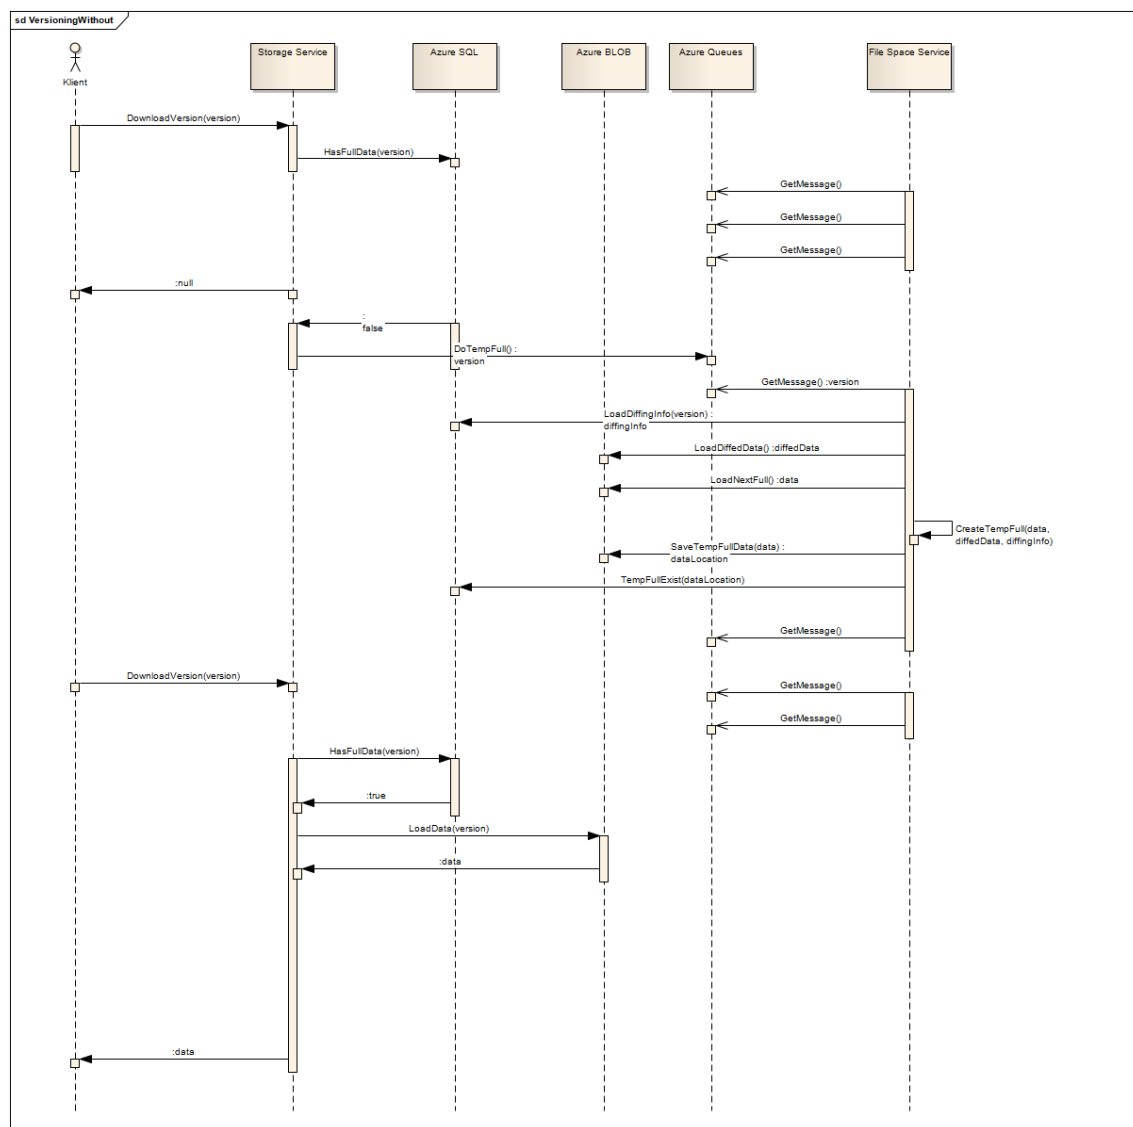 sd VersioningWithout
Storage Service
Azure SQL
Azure BLOB
Azure Queues
File Space Service
Klient
DownloadVersion(version)
HasFullData(version)
GetMessage()
GetMessage()
GetMessage()
:null
:
false
DoTempFull() :
version
GetMessage() :version
LoadDiffingInfo(version) :
diffingInfo
LoadDiffedData() :diffedData
LoadNextFull() :data
CreateTempFull(data,
diffedData, diffingInfo)
SaveTempFullData(data) :
dataLocation
TempFullExist(dataLocation)
GetMessage()
DownloadVersion(version)
GetMessage()
GetMessage()
HasFullData(version)
:true
LoadData(version)
:data
:data